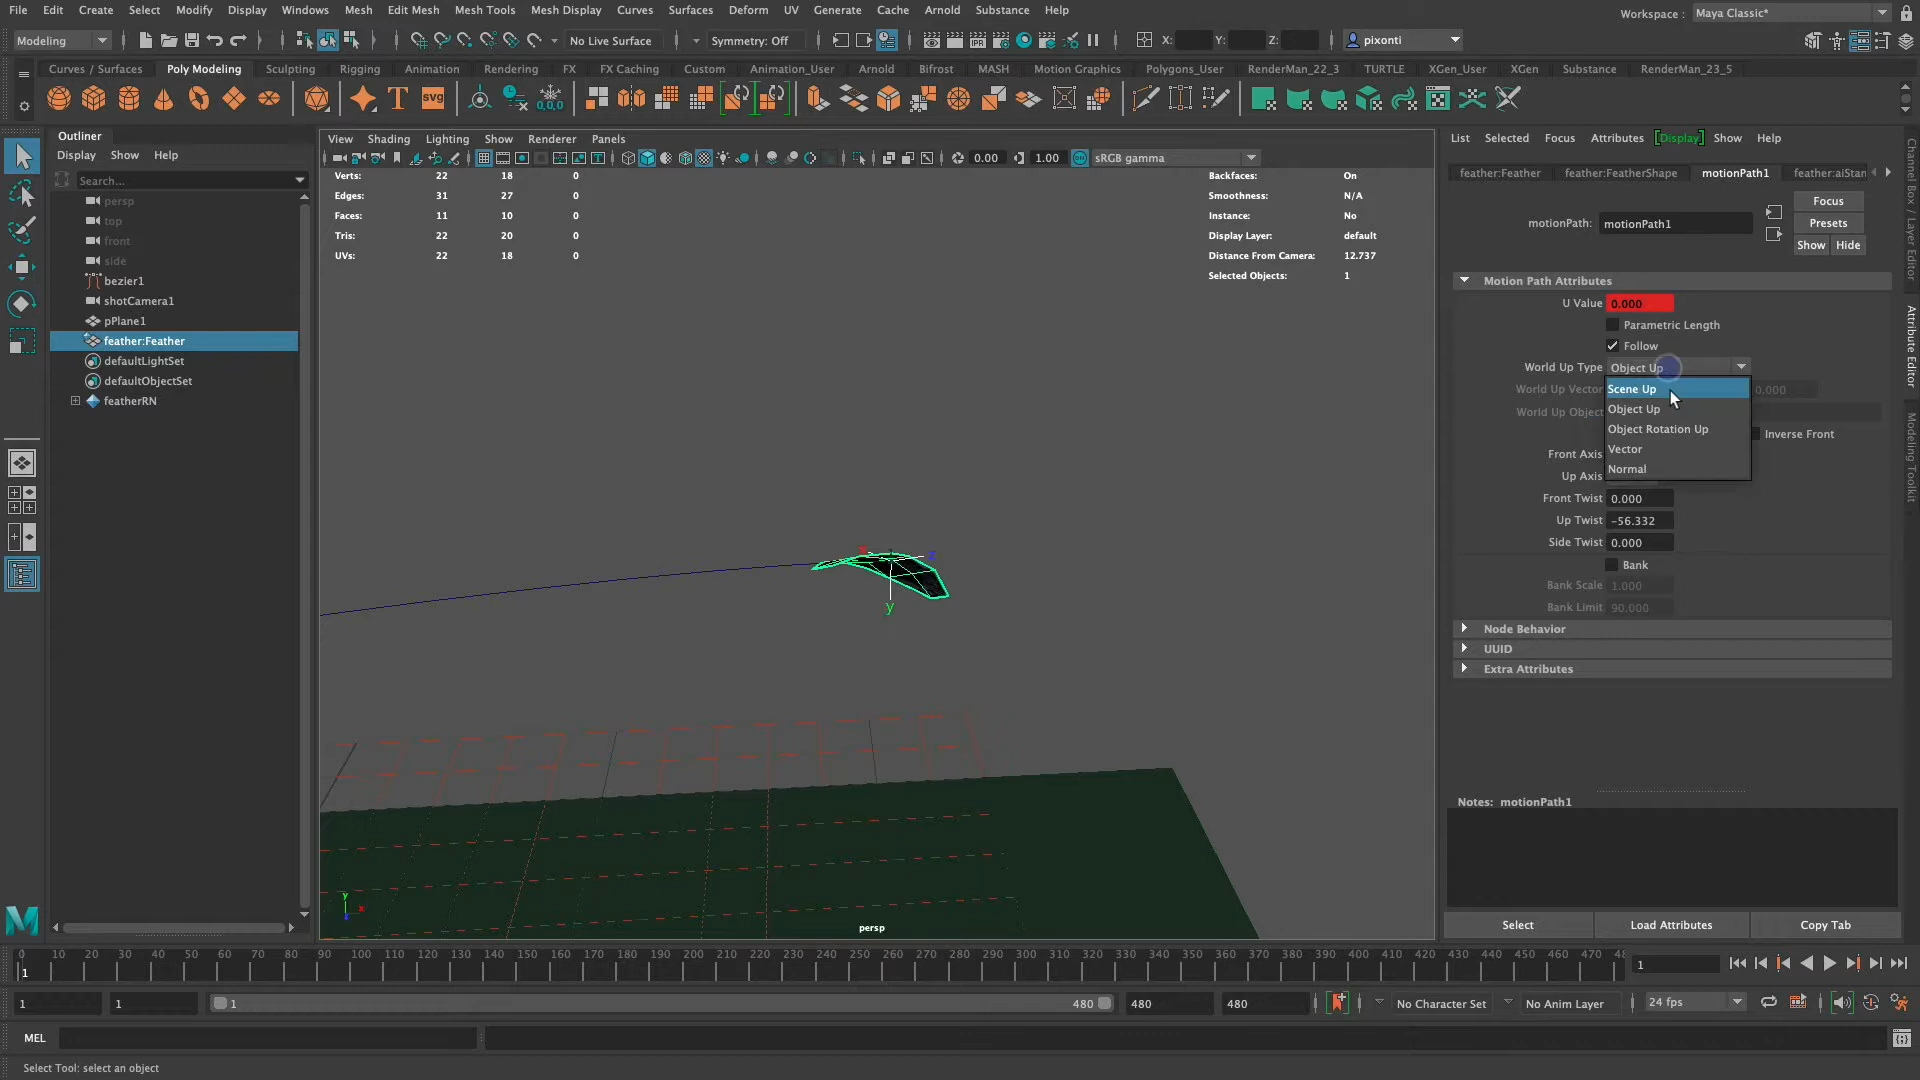 File Edit Create Select Modify Display Windows Mesh Edit Mesh Mesh Tools Mesh Display Curves Surfaces Deform UV Generate Cache Arnold Substance Help
Workspace : Maya Classic*
Modeling No Live Surface Symmetry: Off X: Y: Z: pixonti
Curves / Surfaces Poly Modeling Sculpting Rigging Animation Rendering FX FX Caching Custom Animation_User Arnold Bifrost MASH Motion Graphics Polygons_User RenderMan_22_3 TURTLE XGen_User XGen Substance RenderMan_23_5
Outliner
Display Show Help
Search...
persp
top
front
side
bezier1
shotCamera1
pPlane1
feather:Feather
defaultLightSet
defaultObjectSet
featherRN
View Shading Lighting Show Renderer Panels
0.00 1.00 sRGB gamma
Verts: 22 18 0
Edges: 31 27 0
Faces: 11 10 0
Tris: 22 20 0
UVs: 22 18 0
Backfaces: On
Smoothness: N/A
Instance: No
Display Layer: default
Distance From Camera: 12.737
Selected Objects: 1
x z
y
y
x
z
persp
List Selected Focus Attributes Display Show Help
feather:Feather feather:FeatherShape motionPath1 feather:aiStan
motionPath: motionPath1
Focus
Presets
Show Hide
Motion Path Attributes
U Value 0.000
Parametric Length
Follow
World Up Type Object Up
World Up Vector 0.000
World Up Object
Scene Up
Object Up
Object Rotation Up
Vector
Normal
Inverse Front
Front Axis
Up Axis
Front Twist 0.000
Up Twist -56.332
Side Twist 0.000
Bank
Bank Scale 1.000
Bank Limit 90.000
Node Behavior
UUID
Extra Attributes
Notes: motionPath1
Select Load Attributes Copy Tab
Channel Box / Layer Editor
Attribute Editor
Modeling Toolkit
0 10 20 30 40 50 60 70 80 90 100 110 120 130 140 150 160 170 180 190 200 210 220 230 240 250 260 270 280 290 300 310 320 330 340 350 360 370 380 390 400 410 420 430 440 450 460 470 48
1
1
1 1 1 480 480 480 No Character Set No Anim Layer 24 fps
MEL
Select Tool: select an object